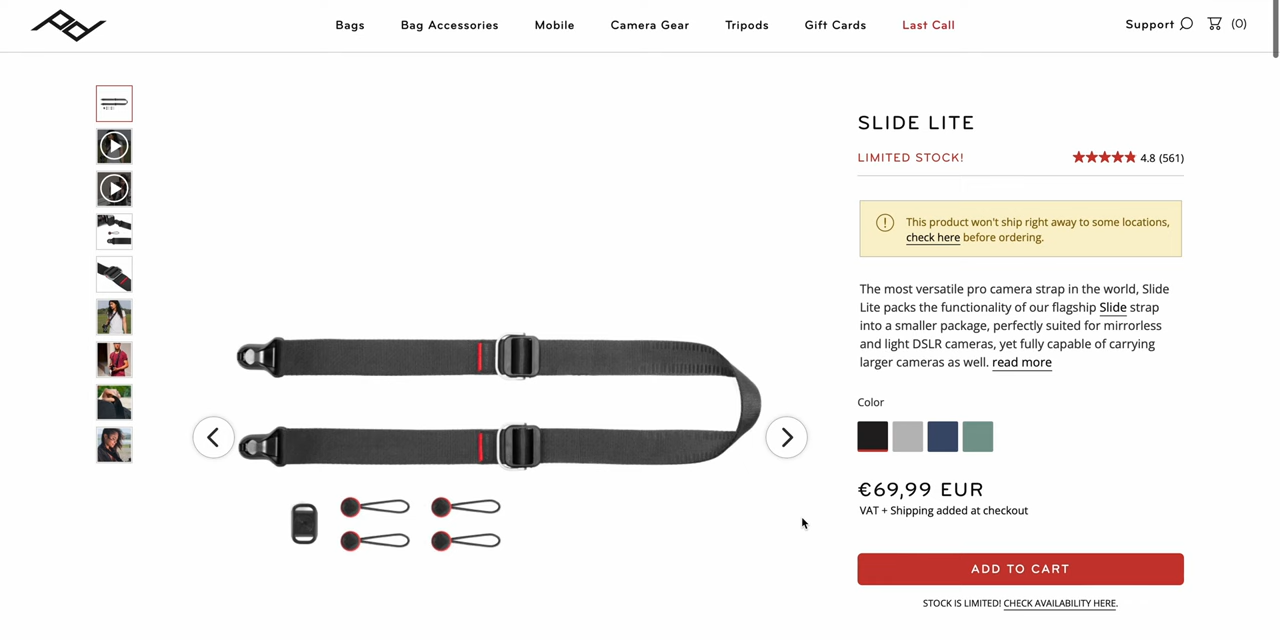 Bags Bag Accessories Mobile Camera Gear Tripods Gift Cards Last Call Support (0)
SLIDE LITE
LIMITED STOCK! 4.8 (561)
This product won't ship right away to some locations,
check here before ordering.
The most versatile pro camera strap in the world, Slide
Lite packs the functionality of our flagship Slide strap
into a smaller package, perfectly suited for mirrorless
and light DSLR cameras, yet fully capable of carrying
larger cameras as well. read more
Color
€69,99 EUR
VAT + Shipping added at checkout
ADD TO CART
STOCK IS LIMITED! CHECK AVAILABILITY HERE.